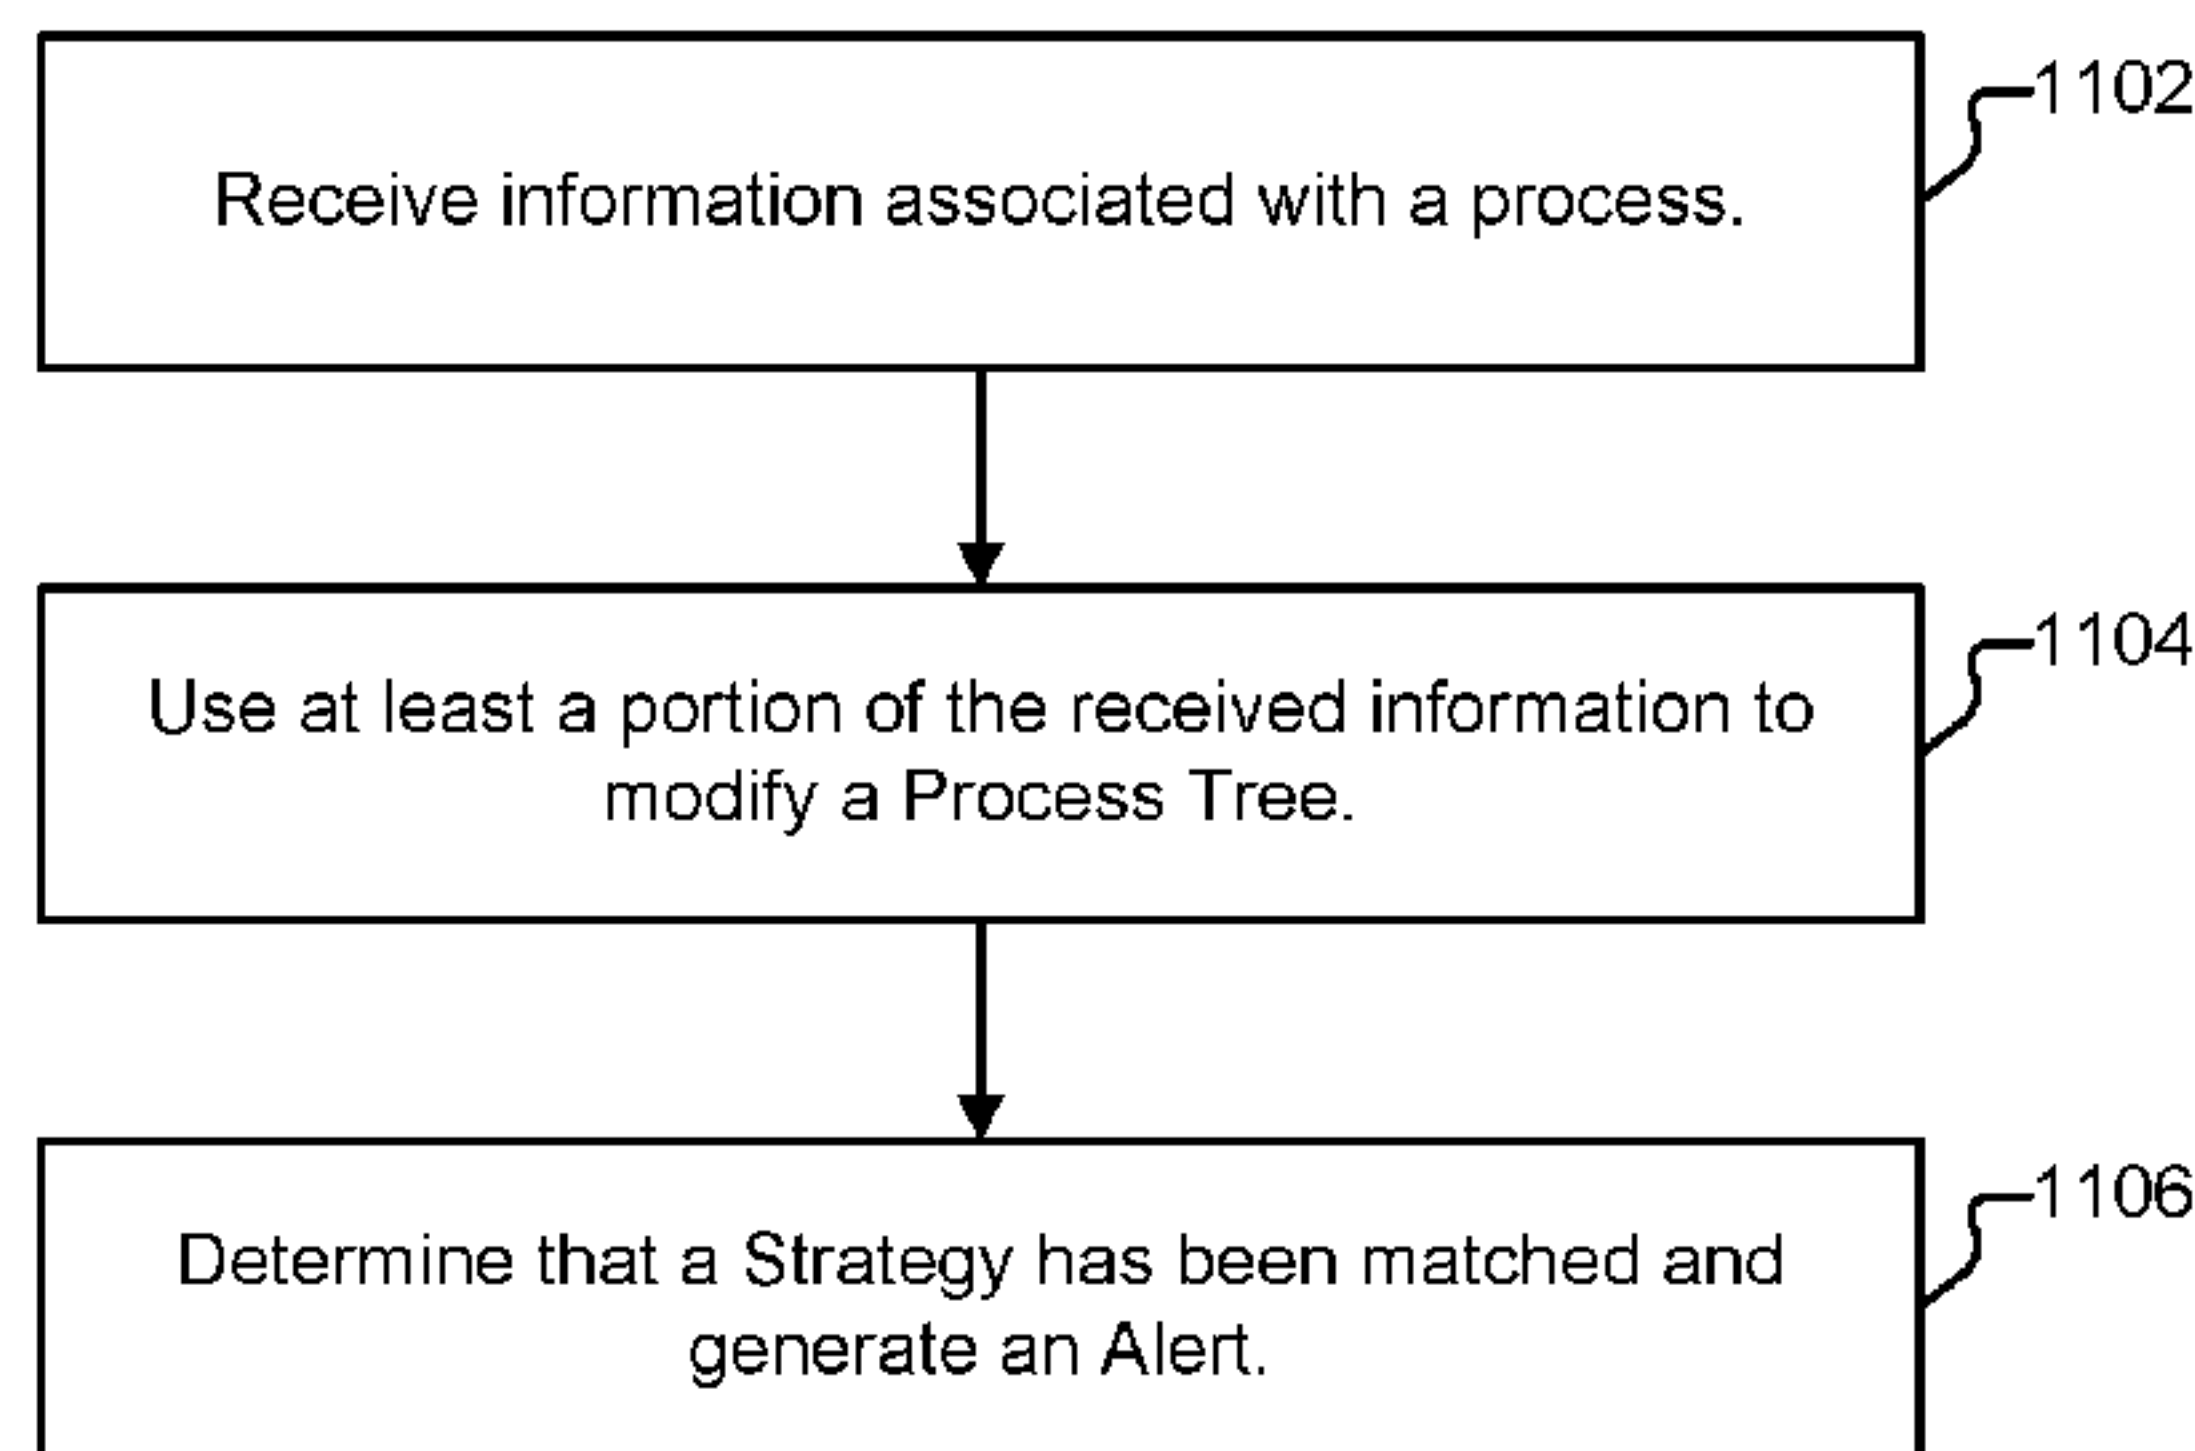 1102
Receive information associated with a process.
1104
Use at least a portion of the received information to
modify a Process Tree.
1106
Determine that a Strategy has been matched and
generate an Alert.